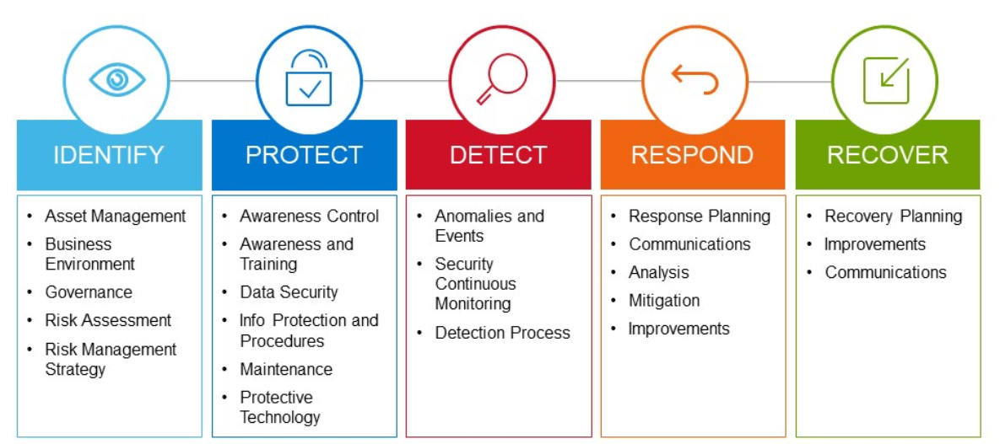 IDENTIFY
Asset Management
Business
Environment
Governance
Risk Assessment
Risk Management
Strategy
PROTECT
Awareness Control
Awareness and
Training
Data Security
Info Protection and
Procedures
Maintenance
Protective
Technology
DETECT
Anomalies and
Events
Security
Continuous
Monitoring
Detection Process
RESPOND
Response Planning
Communications
Analysis
Mitigation
Improvements
RECOVER
Recovery Planning
Improvements
Communications